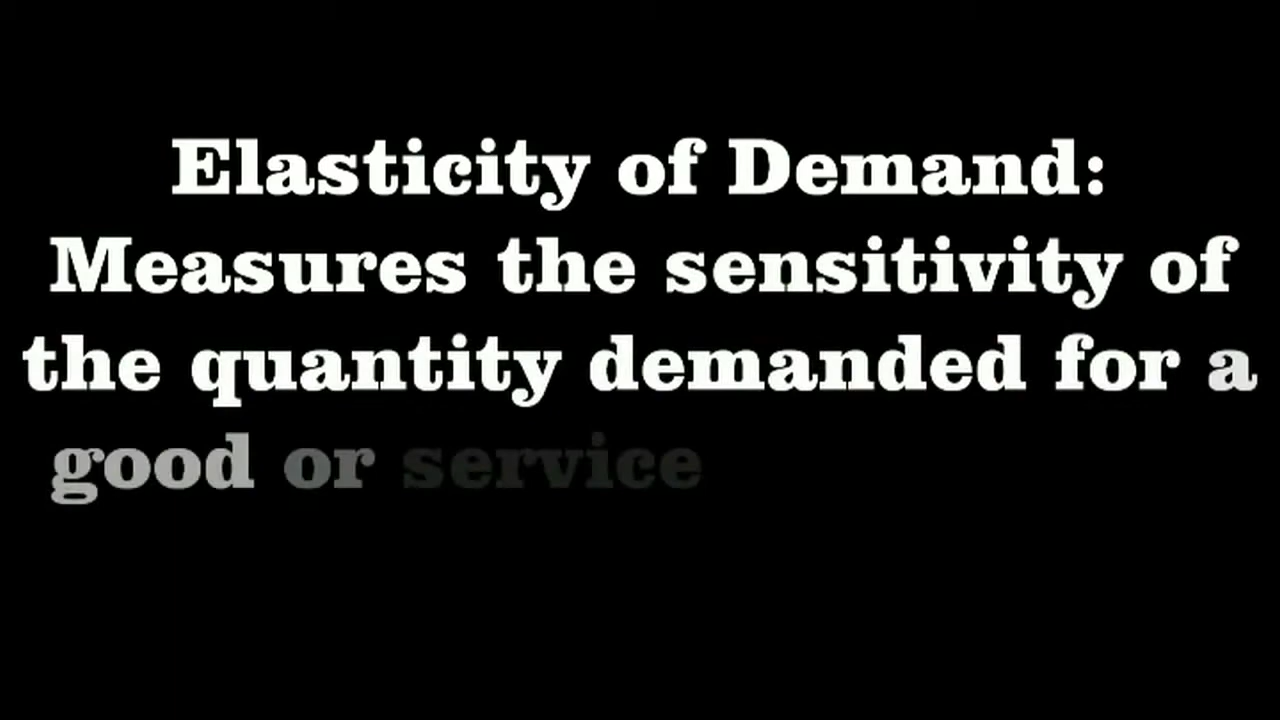 Elasticity of Demand:
Measures the sensitivity of
the quantity demanded for a
good or service